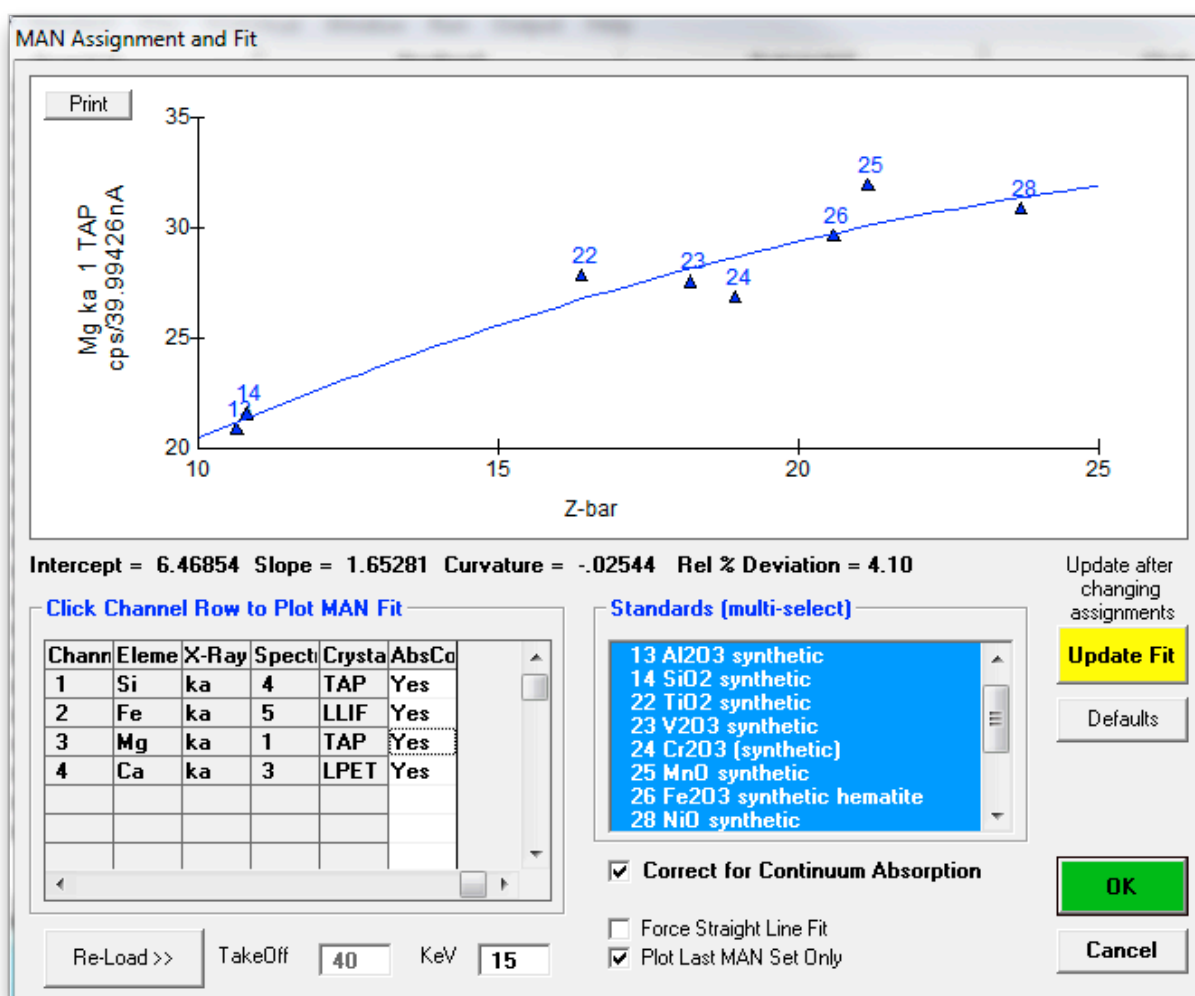 MAN Assignment and Fit
Print
35
30
25
20
Mg ka 1 TAP
cps/39.99426nA
14
22
23
24
25
26
28
10
15
20
25
Z-bar
Intercept = 6.46854 Slope = 1.65281 Curvature = -.02544 Rel % Deviation = 4.10
Update after
changing
assignments
Click Channel Row to Plot MAN Fit
Chann Eleme X-Ray Spect Crysta AbsCo
1 Si ka 4 TAP Yes
2 Fe ka 5 LLIF Yes
3 Mg ka 1 TAP Yes
4 Ca ka 3 LPET Yes
Standards (multi-select)
13 Al2O3 synthetic
14 SiO2 synthetic
22 TiO2 synthetic
23 V2O3 synthetic
24 Cr2O3 (synthetic)
25 MnO synthetic
26 Fe2O3 synthetic hematite
28 NiO synthetic
Update Fit
Defaults
Correct for Continuum Absorption
Force Straight Line Fit
Plot Last MAN Set Only
OK
Cancel
Re-Load >>
TakeOff 40 KeV 15